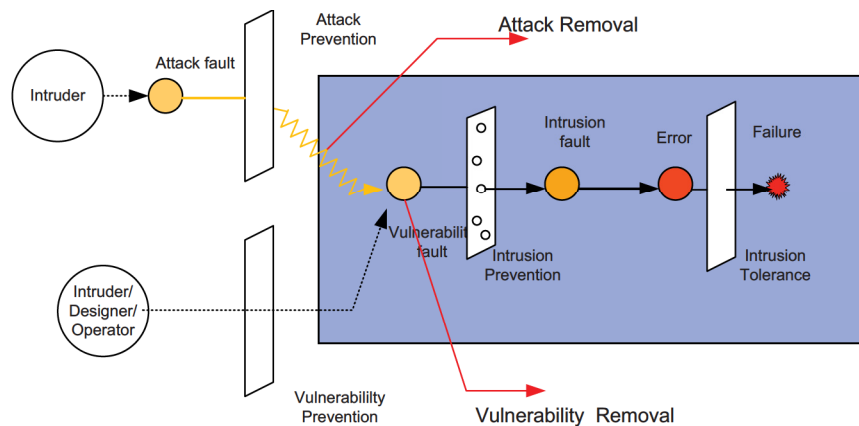 Attack
Prevention
Attack Removal
Attack fault
Intruder
Intrusion
fault
Error
Failure
Vulnerabilit
fault
Intrusion
Prevention
Intrusion
Tolerance
Intruder/
Designer/
Operator
Vulnerabililty
Prevention
Vulnerability Removal